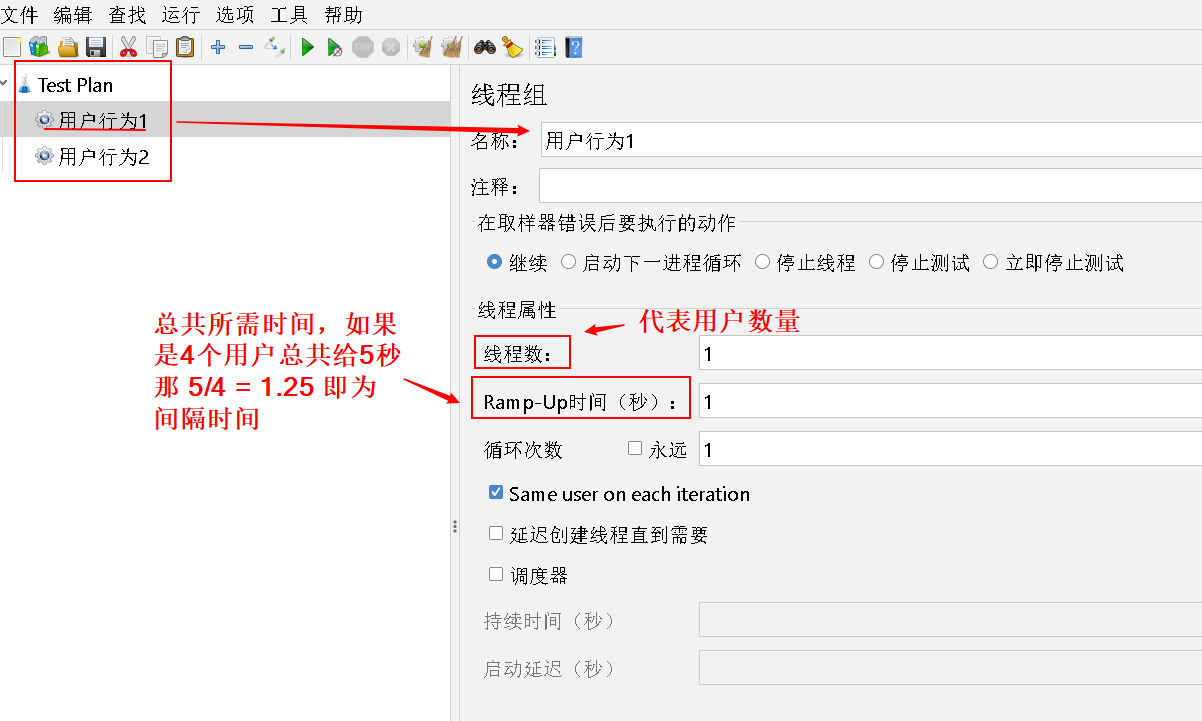 文件 编辑 查找 运行 选项 工具 帮助
STOP
Test Plan
用户行为1
用户行为2
线程组
名称： 用户行为1
注释：
在取样器错误后要执行的动作
继续 启动下一进程循环 停止线程 停止测试 立即停止测试
线程属性
代表用户数量
线程数： 1
总共所需时间，如果
是4个用户总共给5秒
那 5/4 = 1.25 即为
间隔时间
Ramp-Up时间（秒）： 1
循环次数 永远 1
Same user on each iteration
延迟创建线程直到需要
调度器
持续时间（秒）
启动延迟（秒）